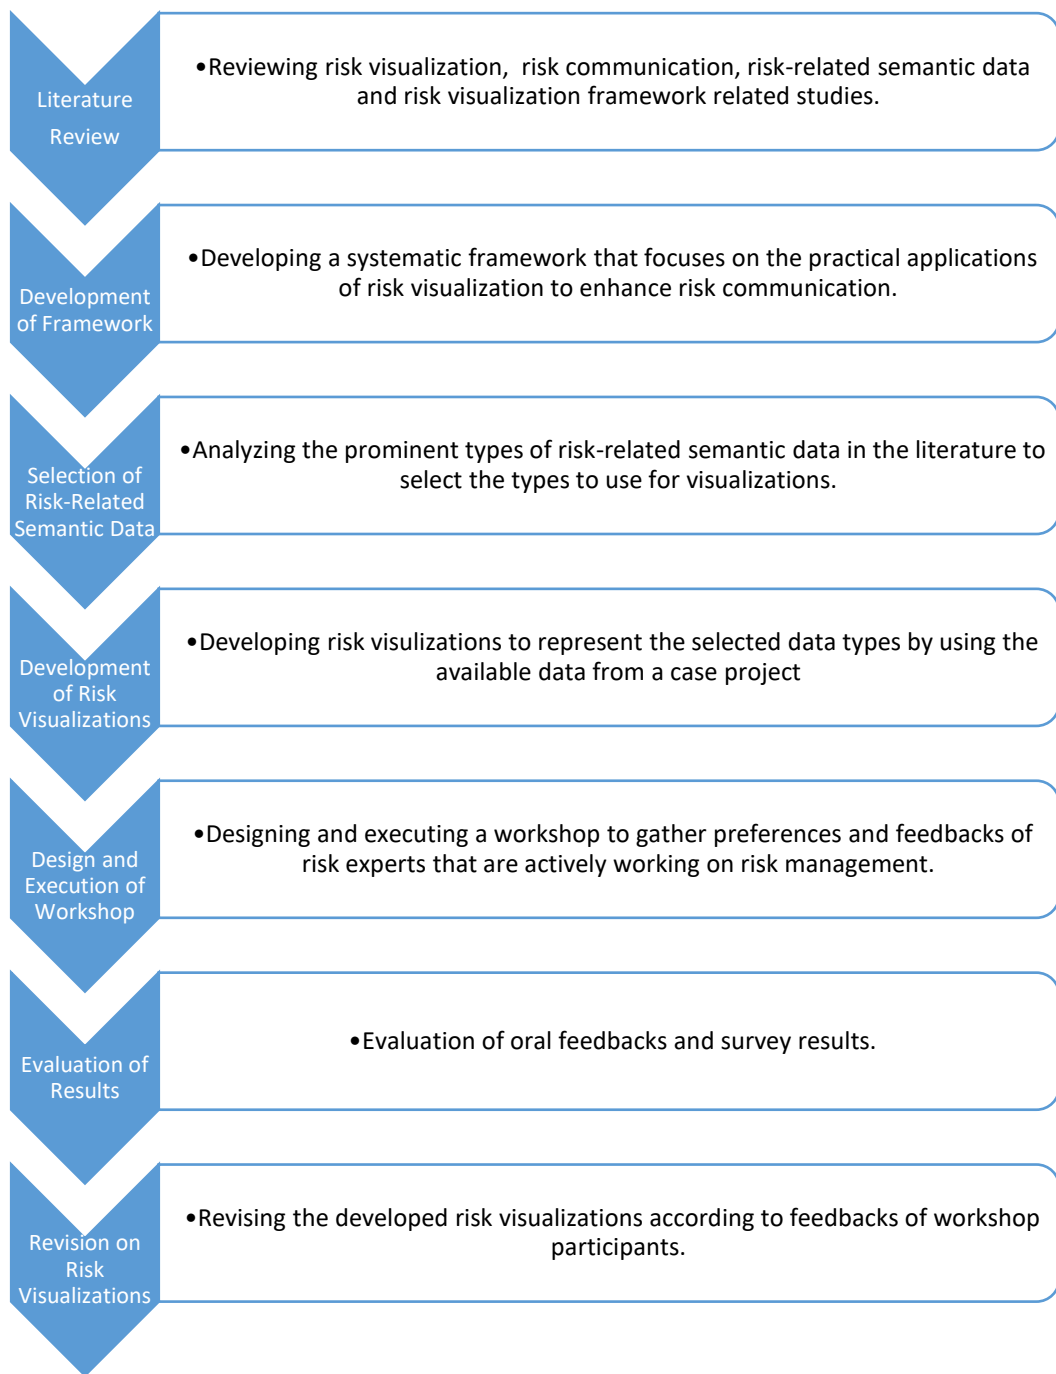 Literature
Review
•Reviewing risk visualization,  risk communication, risk-related semantic data
and risk visualization framework related studies.
Development
of Framework
•Developing a systematic framework that focuses on the practical applications
of risk visualization to enhance risk communication.
Selection of
Risk-Related
Semantic Data
•Analyzing the prominent types of risk-related semantic data in the literature to
select the types to use for visualizations.
Development
of Risk
Visualizations
•Developing risk visulizations to represent the selected data types by using the
available data from a case project
Design and
Execution of
Workshop
•Designing and executing a workshop to gather preferences and feedbacks of
risk experts that are actively working on risk management.
Evaluation of
Results
•Evaluation of oral feedbacks and survey results.
Revision on
Risk
Visualizations
•Revising the developed risk visualizations according to feedbacks of workshop
participants.